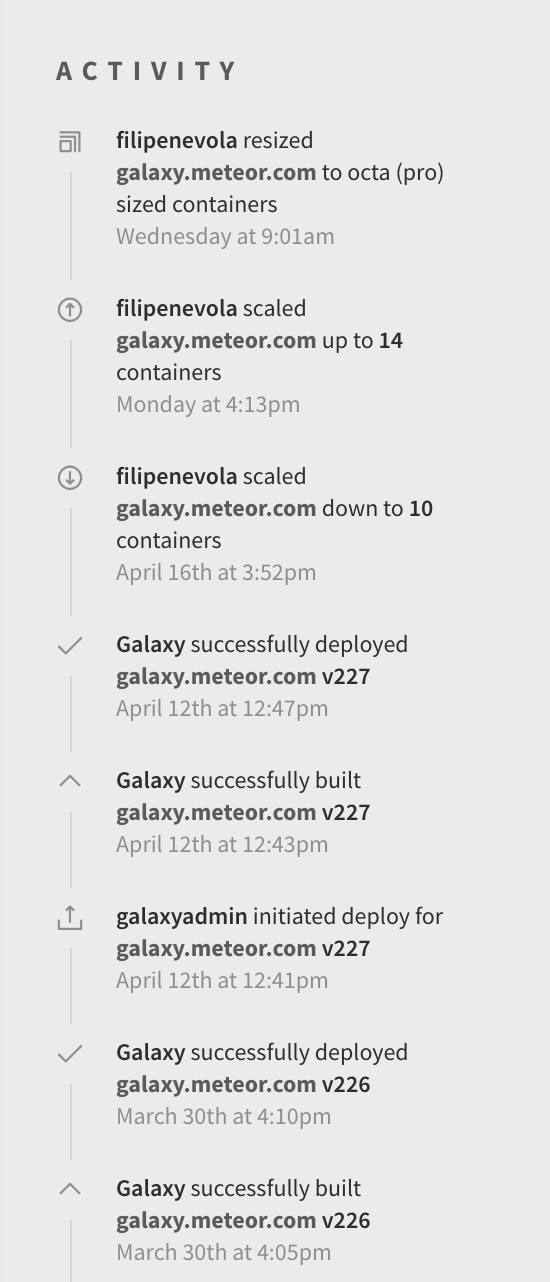 ACTIVITY
filipenevola resized
galaxy.meteor.com to octa (pro)
sized containers
Wednesday at 9:01am
filipenevola scaled
galaxy.meteor.com up to 14
containers
Monday at 4:13pm
filipenevola scaled
galaxy.meteor.com down to 10
containers
April 16th at 3:52pm
Galaxy successfully deployed
galaxy.meteor.com v227
April 12th at 12:47pm
Galaxy successfully built
galaxy.meteor.com v227
April 12th at 12:43pm
galaxyadmin initiated deploy for
galaxy.meteor.com v227
April 12th at 12:41pm
Galaxy successfully deployed
galaxy.meteor.com v226
March 30th at 4:10pm
Galaxy successfully built
galaxy.meteor.com v226
March 30th at 4:05pm